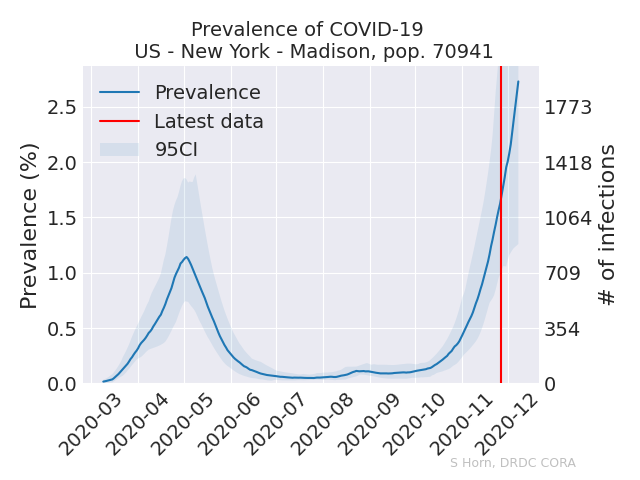 Prevalence of COVID-19
US - New York - Madison, pop. 70941
Prevalence
Latest data
95CI
Prevalence (%)
2.5
2.0
1.5
1.0
0.5
0.0
1773
1418
1064
709
354
0
# of infections
2020-03
2020-04
2020-05
2020-06
2020-07
2020-08
2020-09
2020-10
2020-11
2020-12
S Horn, DRDC CORA